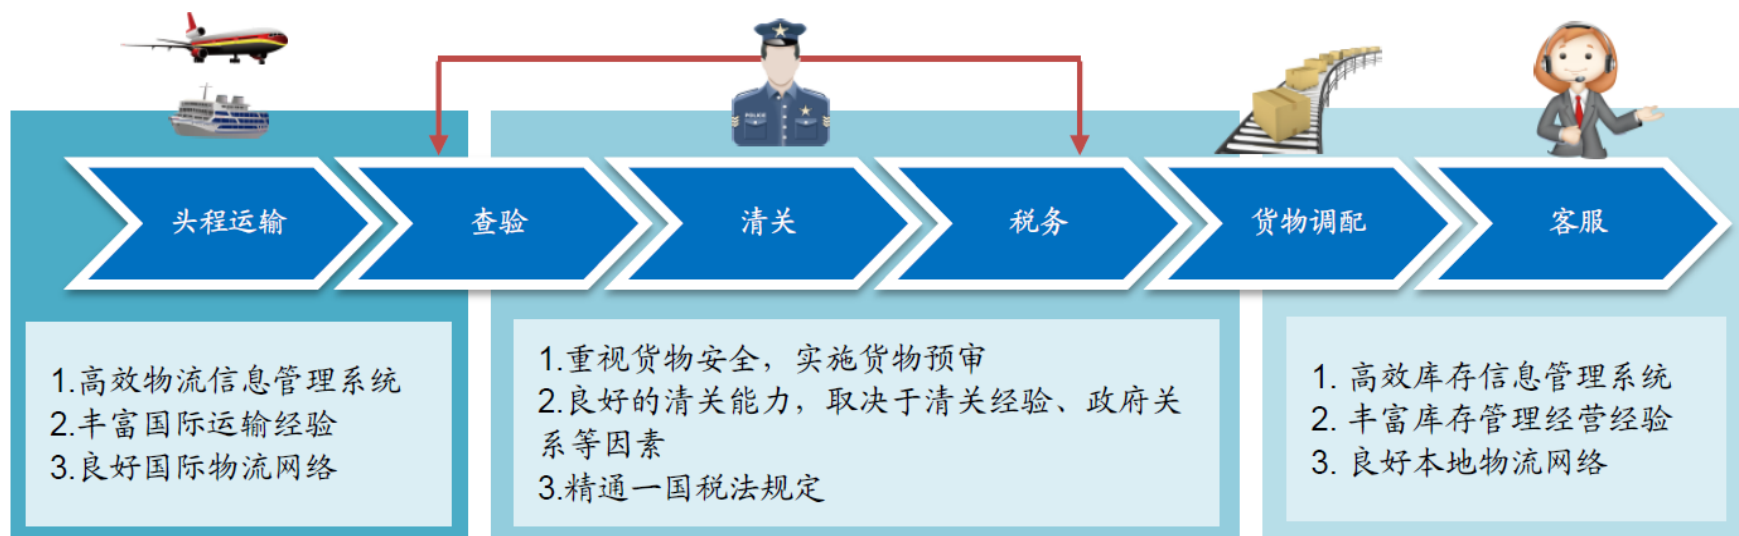 POLICE
头程运输
查验
清关
税务
货物调配
客服
1.高效物流信息管理系统
2.丰富国际运输经验
3.良好国际物流网络
1.重视货物安全，实施货物预审
2.良好的清关能力，取决于清关经验、政府关
系等因素
3.精通一国税法规定
1. 高效库存信息管理系统
2. 丰富库存管理经营经验
3. 良好本地物流网络